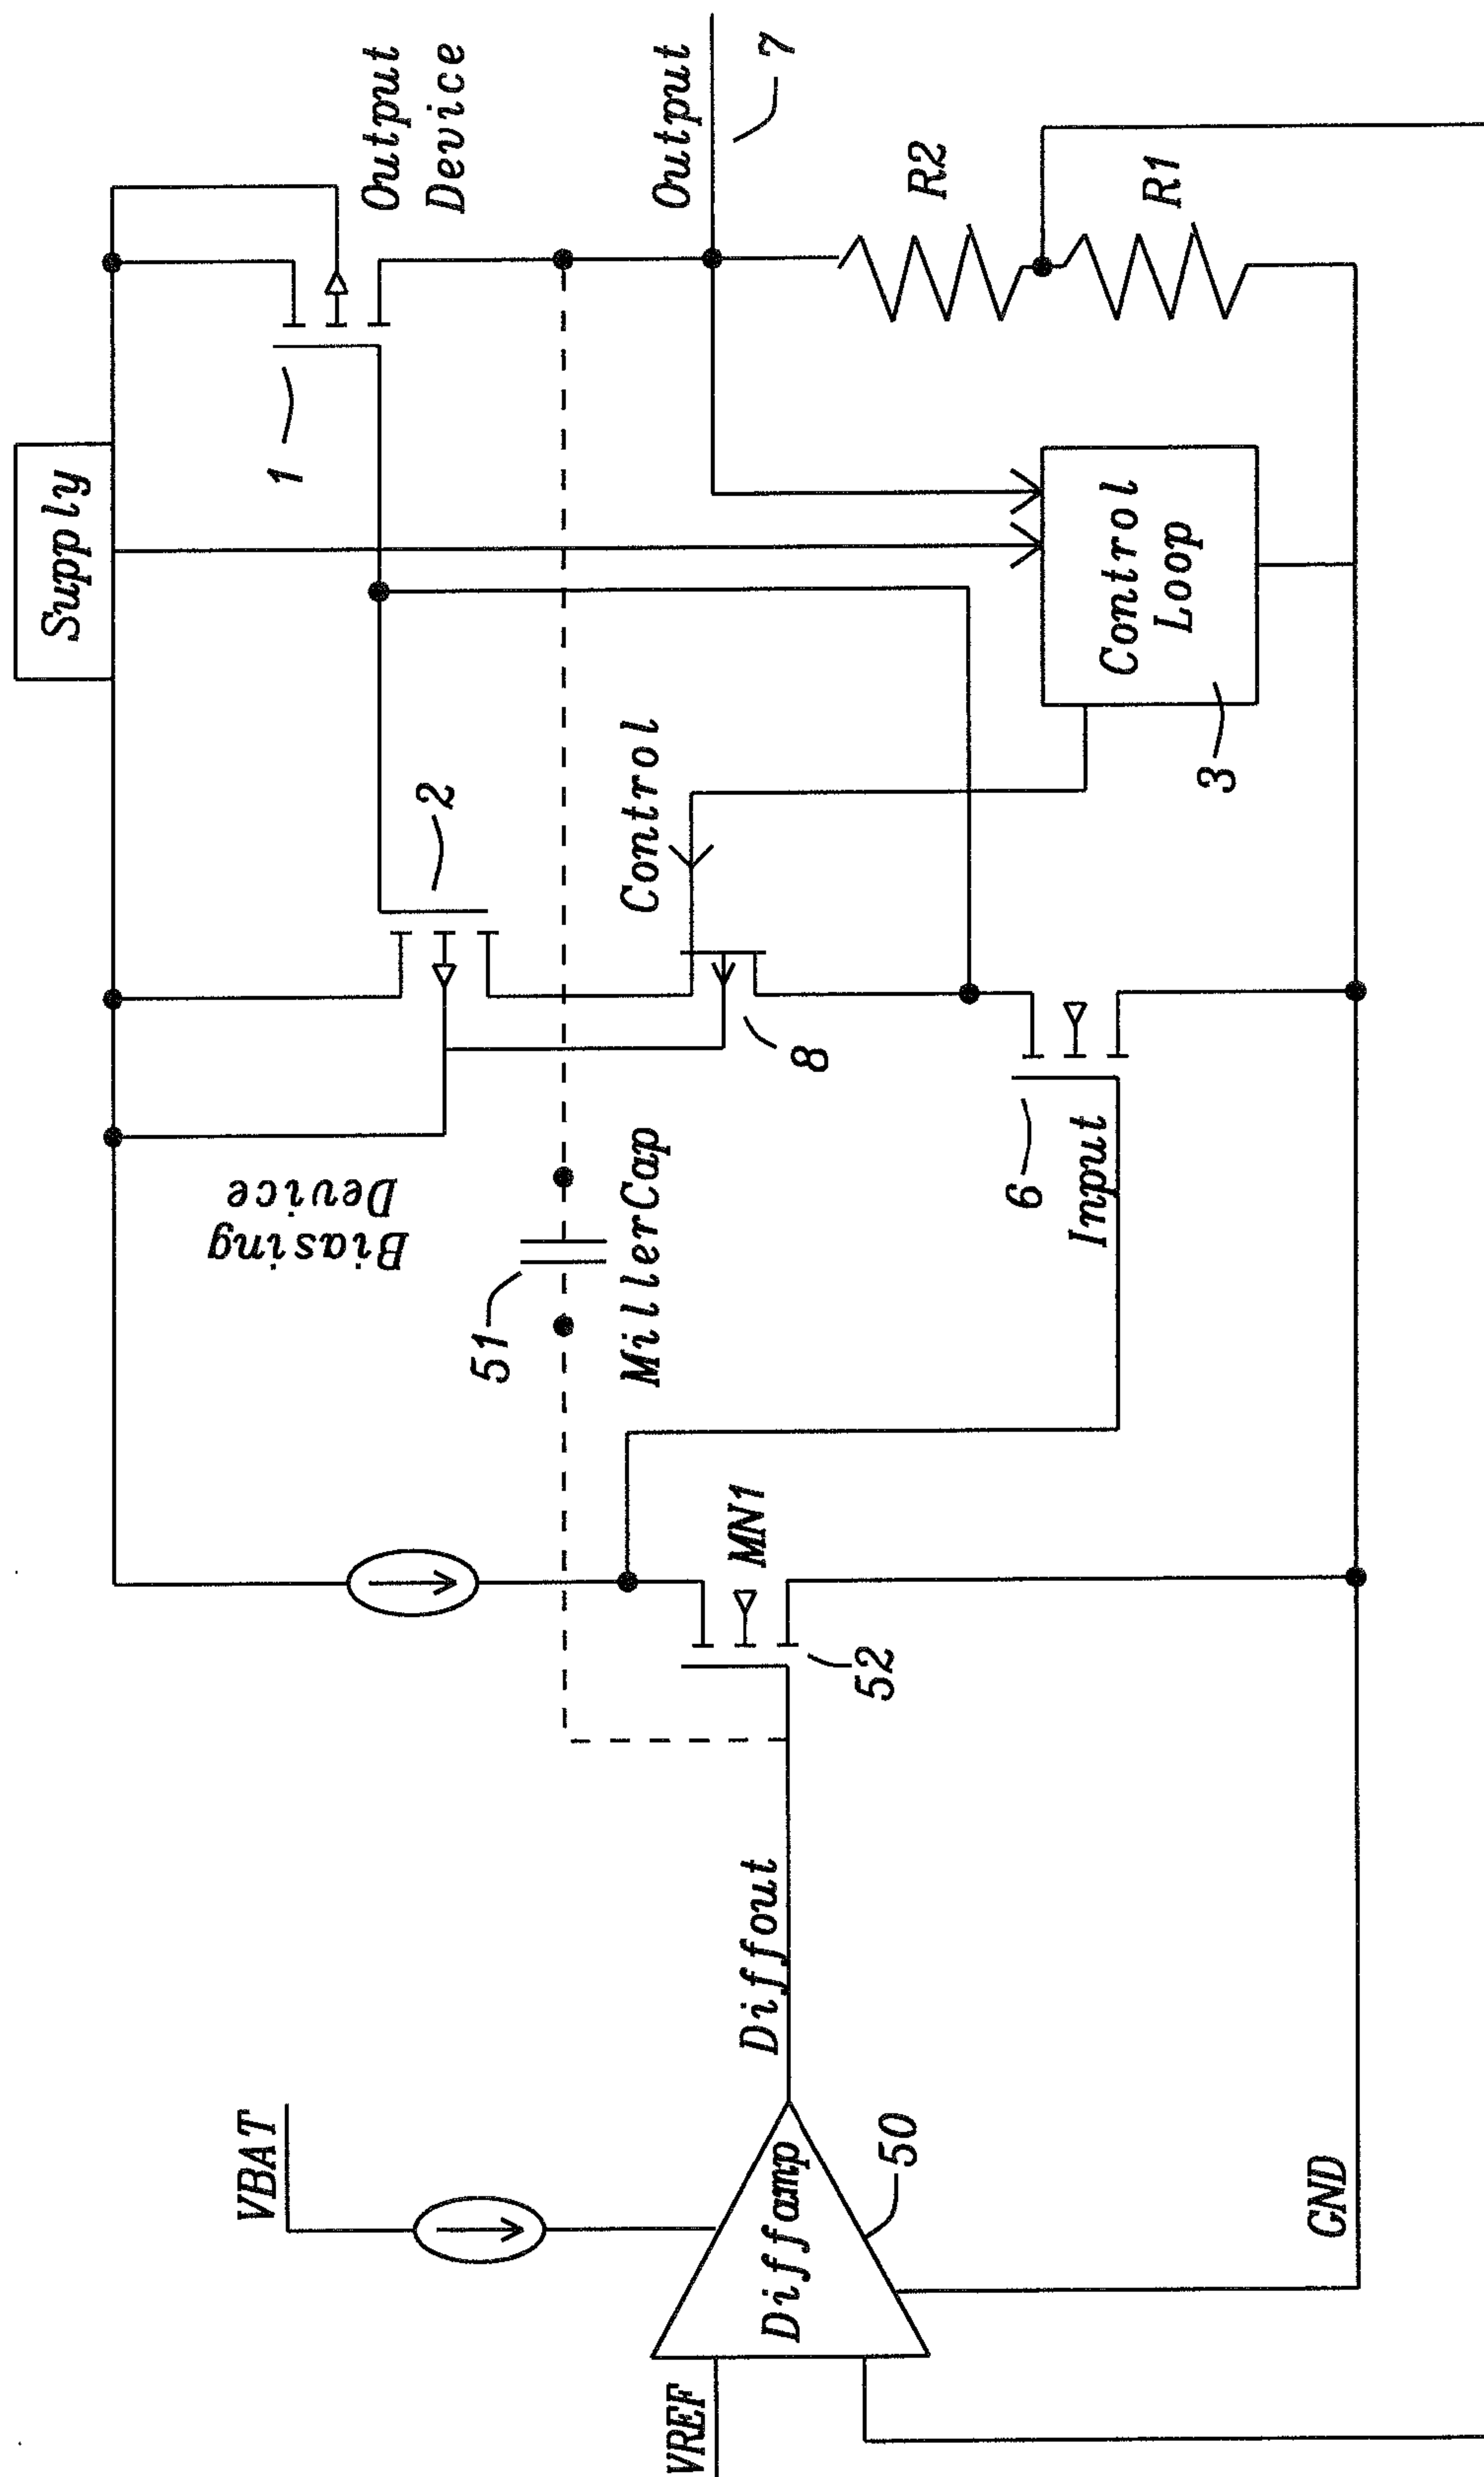 Supply
Output
Device
1
2
Biasing
Device
Output
7
Control
8
51
MillerCap
R2
R1
Control
Loop
3
6
Input
MN1
52
Diffout
VBAT
Diffamp
50
VREF
GND